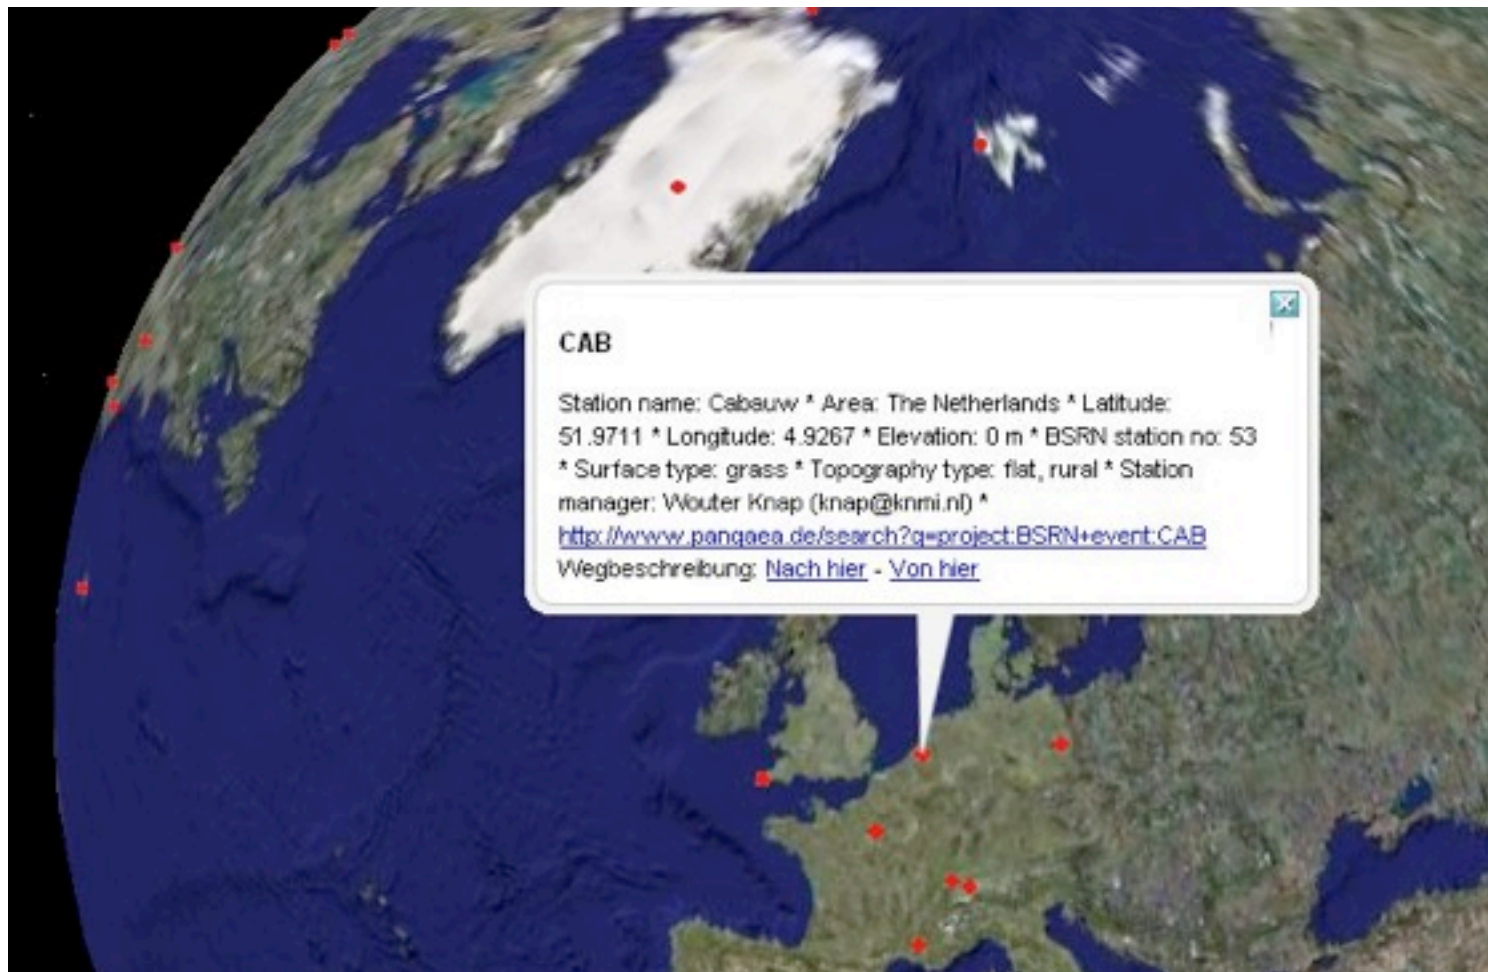 CAB
Station name: Cabauw * Area: The Netherlands * Latitude:
51.9711 * Longitude: 4.9267 * Elevation: 0 m * BSRN station no: 53
* Surface type: grass * Topography type: flat, rural * Station
manager: Wouter Knap (knap@knmi.nl) *
http://www.pangaea.de/search?q=project:BSRN+event:CAB
Wegbeschreibung: Nach hier - Von hier